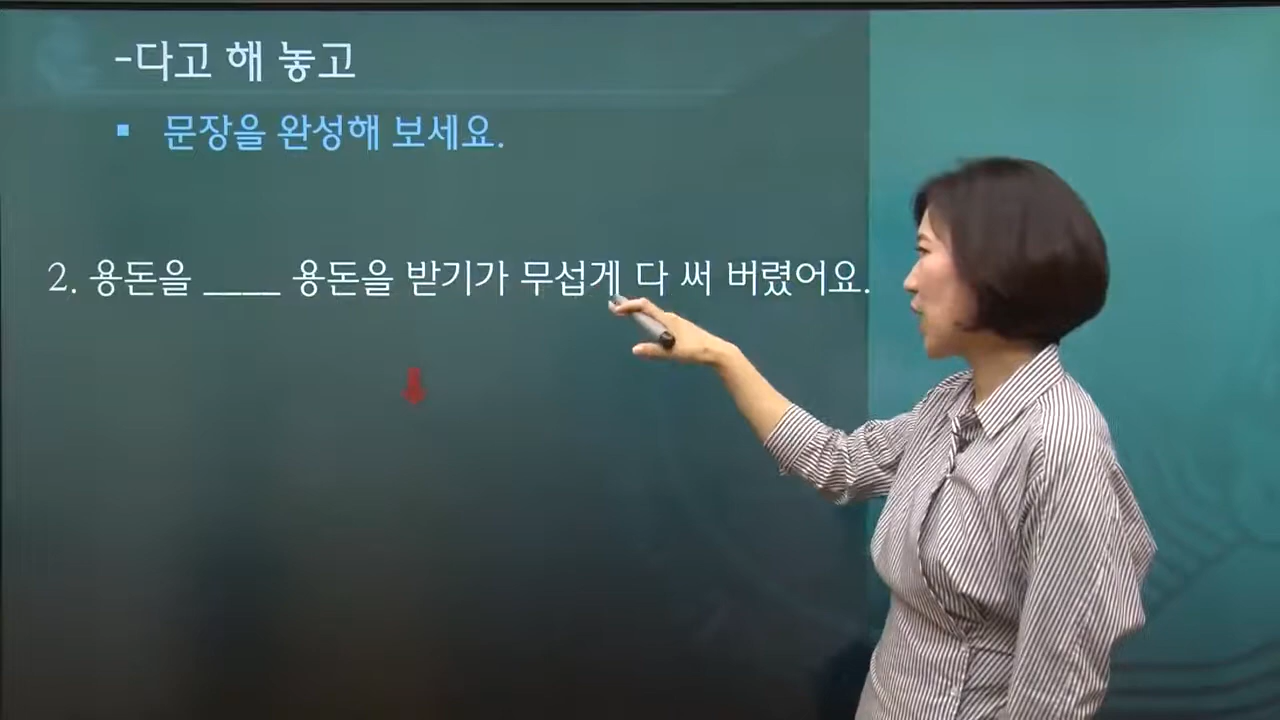 -다고 해 놓고
▪ 문장을 완성해 보세요.
2. 용돈을 ____ 용돈을 받기가 무섭게 다 써 버렸어요.